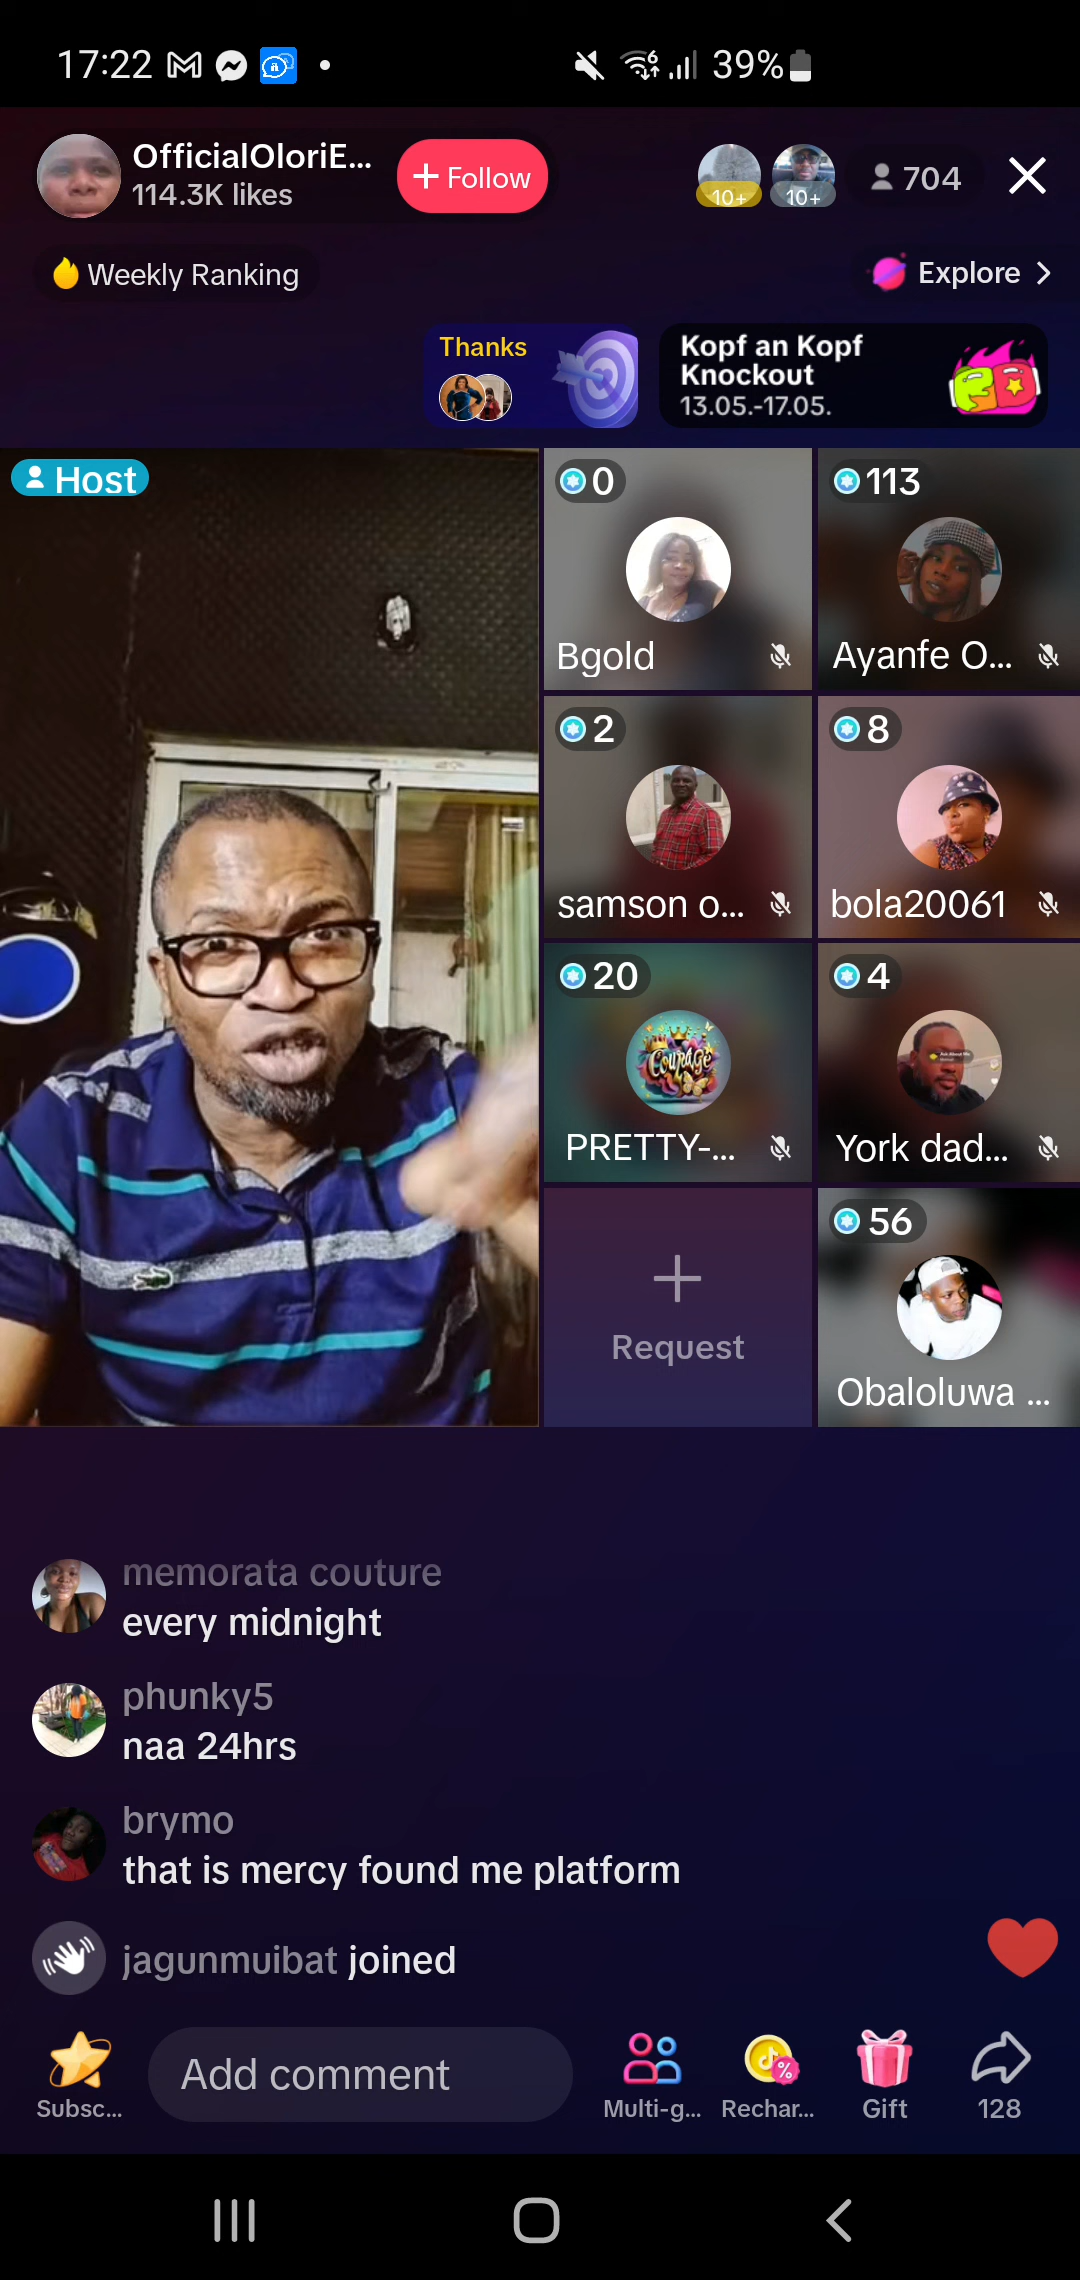 17:22
39%
OfficialOloriE...
114.3K likes
+ Follow
10+
10+
704
Weekly Ranking
Explore
Thanks
Kopf an Kopf
Knockout
13.05.-17.05.
Host
0
Bgold
113
Ayanfe O...
2
samson o...
8
bola20061
20
Courage
PRETTY-...
4
York dad...
Request
56
Obaloluwa ...
memorata couture
every midnight
phunky5
naa 24hrs
brymo
that is mercy found me platform
jagunmuibat joined
Subsc...
Add comment
Multi-g...
Rechar...
Gift
128